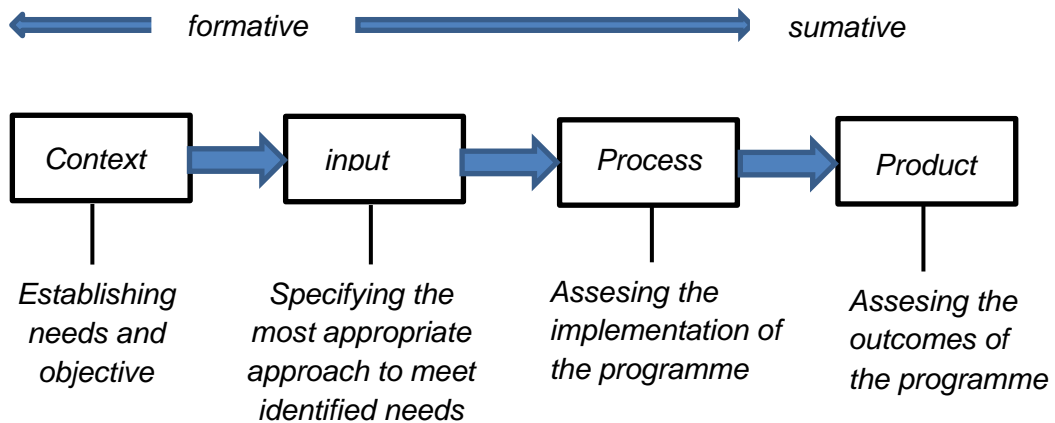 formative
sumative
Context
input
Process
Product
Establishing
needs and
objective
Specifying the
most appropriate
approach to meet
identified needs
Assesing the
implementation of
the programme
Assesing the
outcomes of
the programme